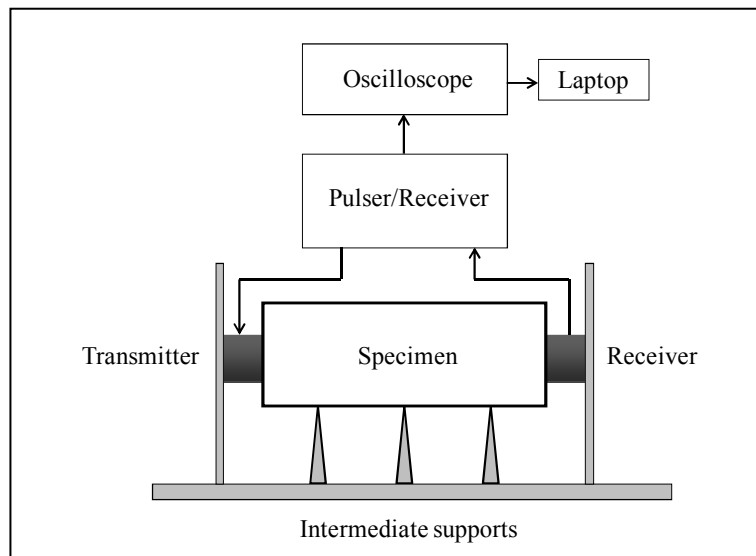 Oscilloscope
Laptop
Pulser/Receiver
Transmitter
Specimen
Receiver
Intermediate supports